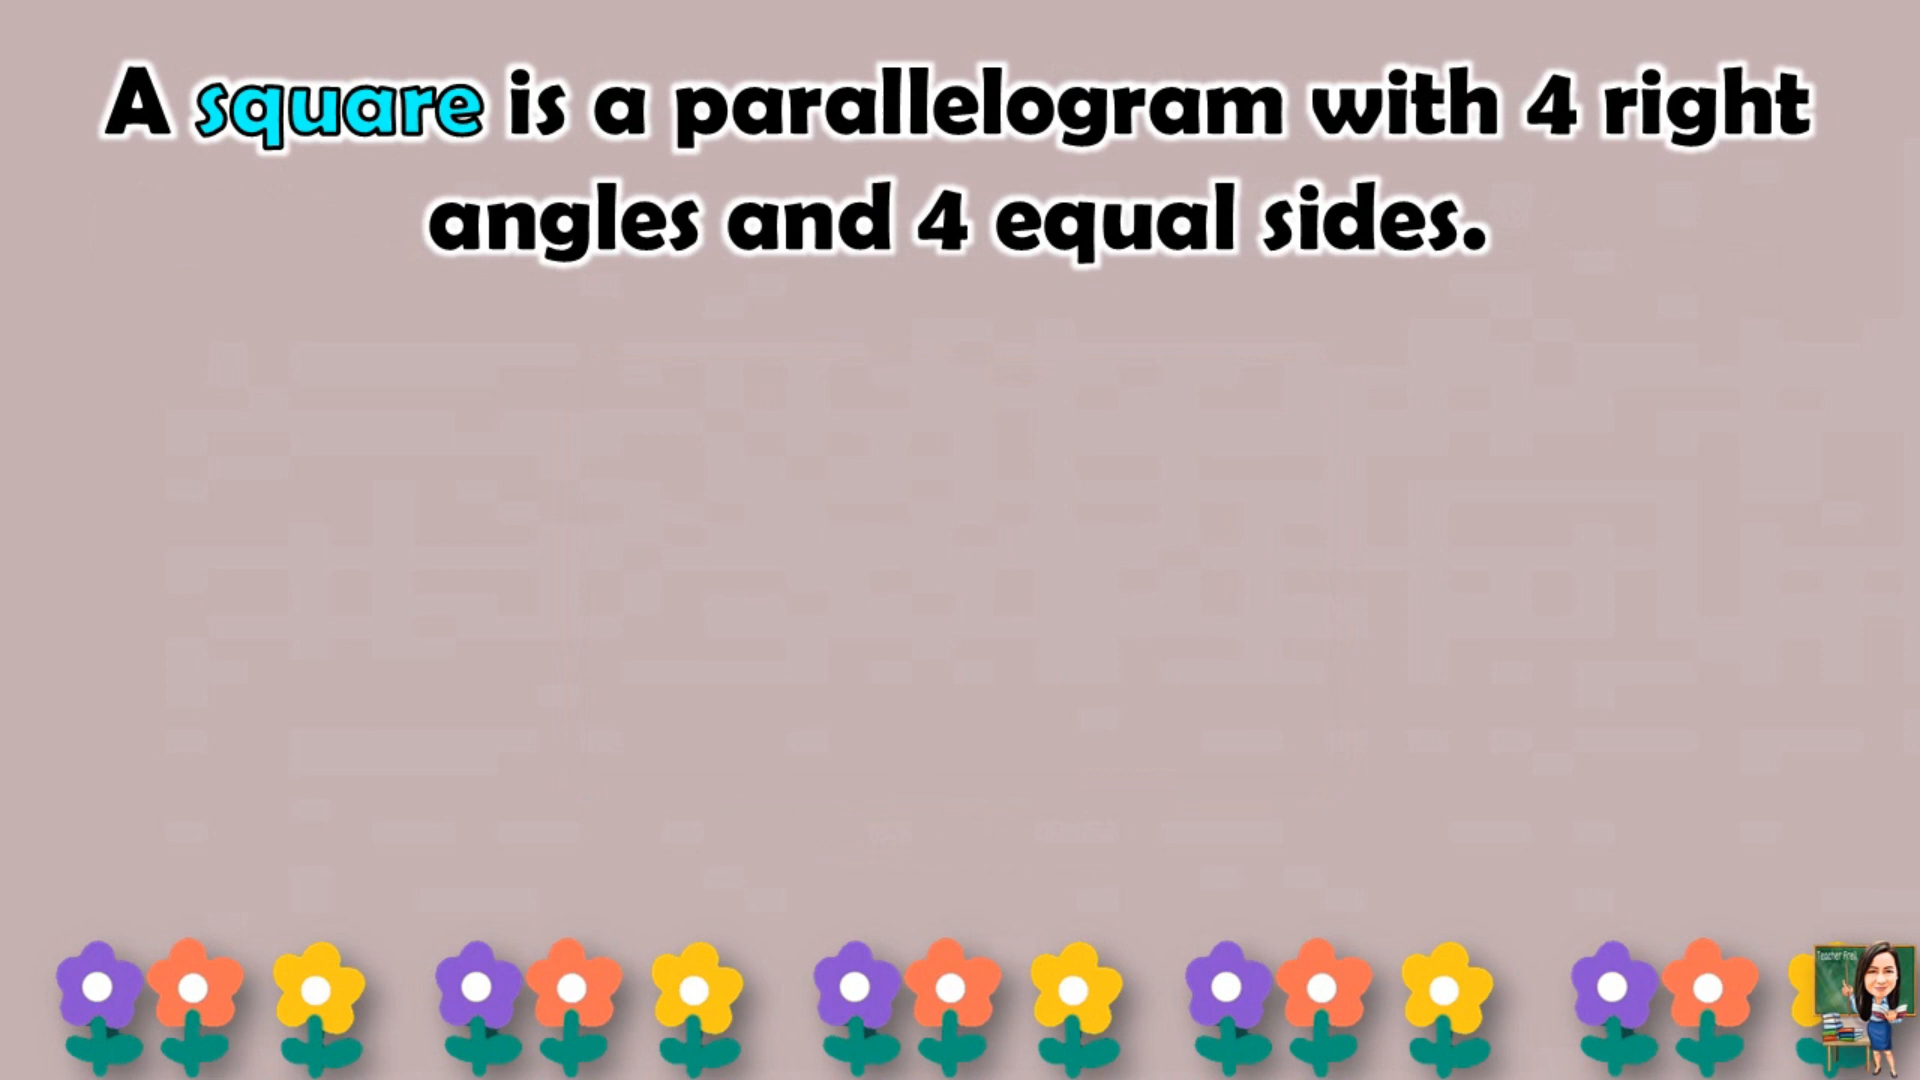 A square is a parallelogram with 4 right
angles and 4 equal sides.